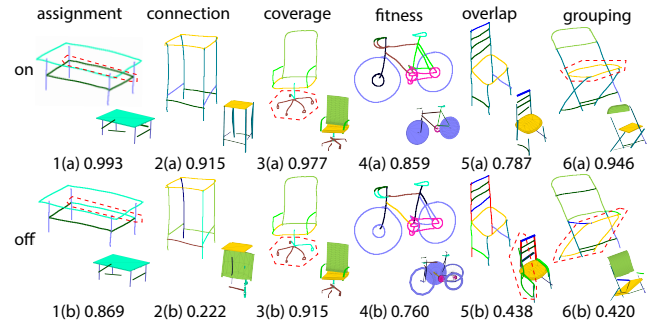 assignment connection coverage fitness overlap grouping
on
1(a) 0.993 2(a) 0.915 3(a) 0.977 4(a) 0.859 5(a) 0.787 6(a) 0.946
off
1(b) 0.869 2(b) 0.222 3(b) 0.915 4(b) 0.760 5(b) 0.438 6(b) 0.420